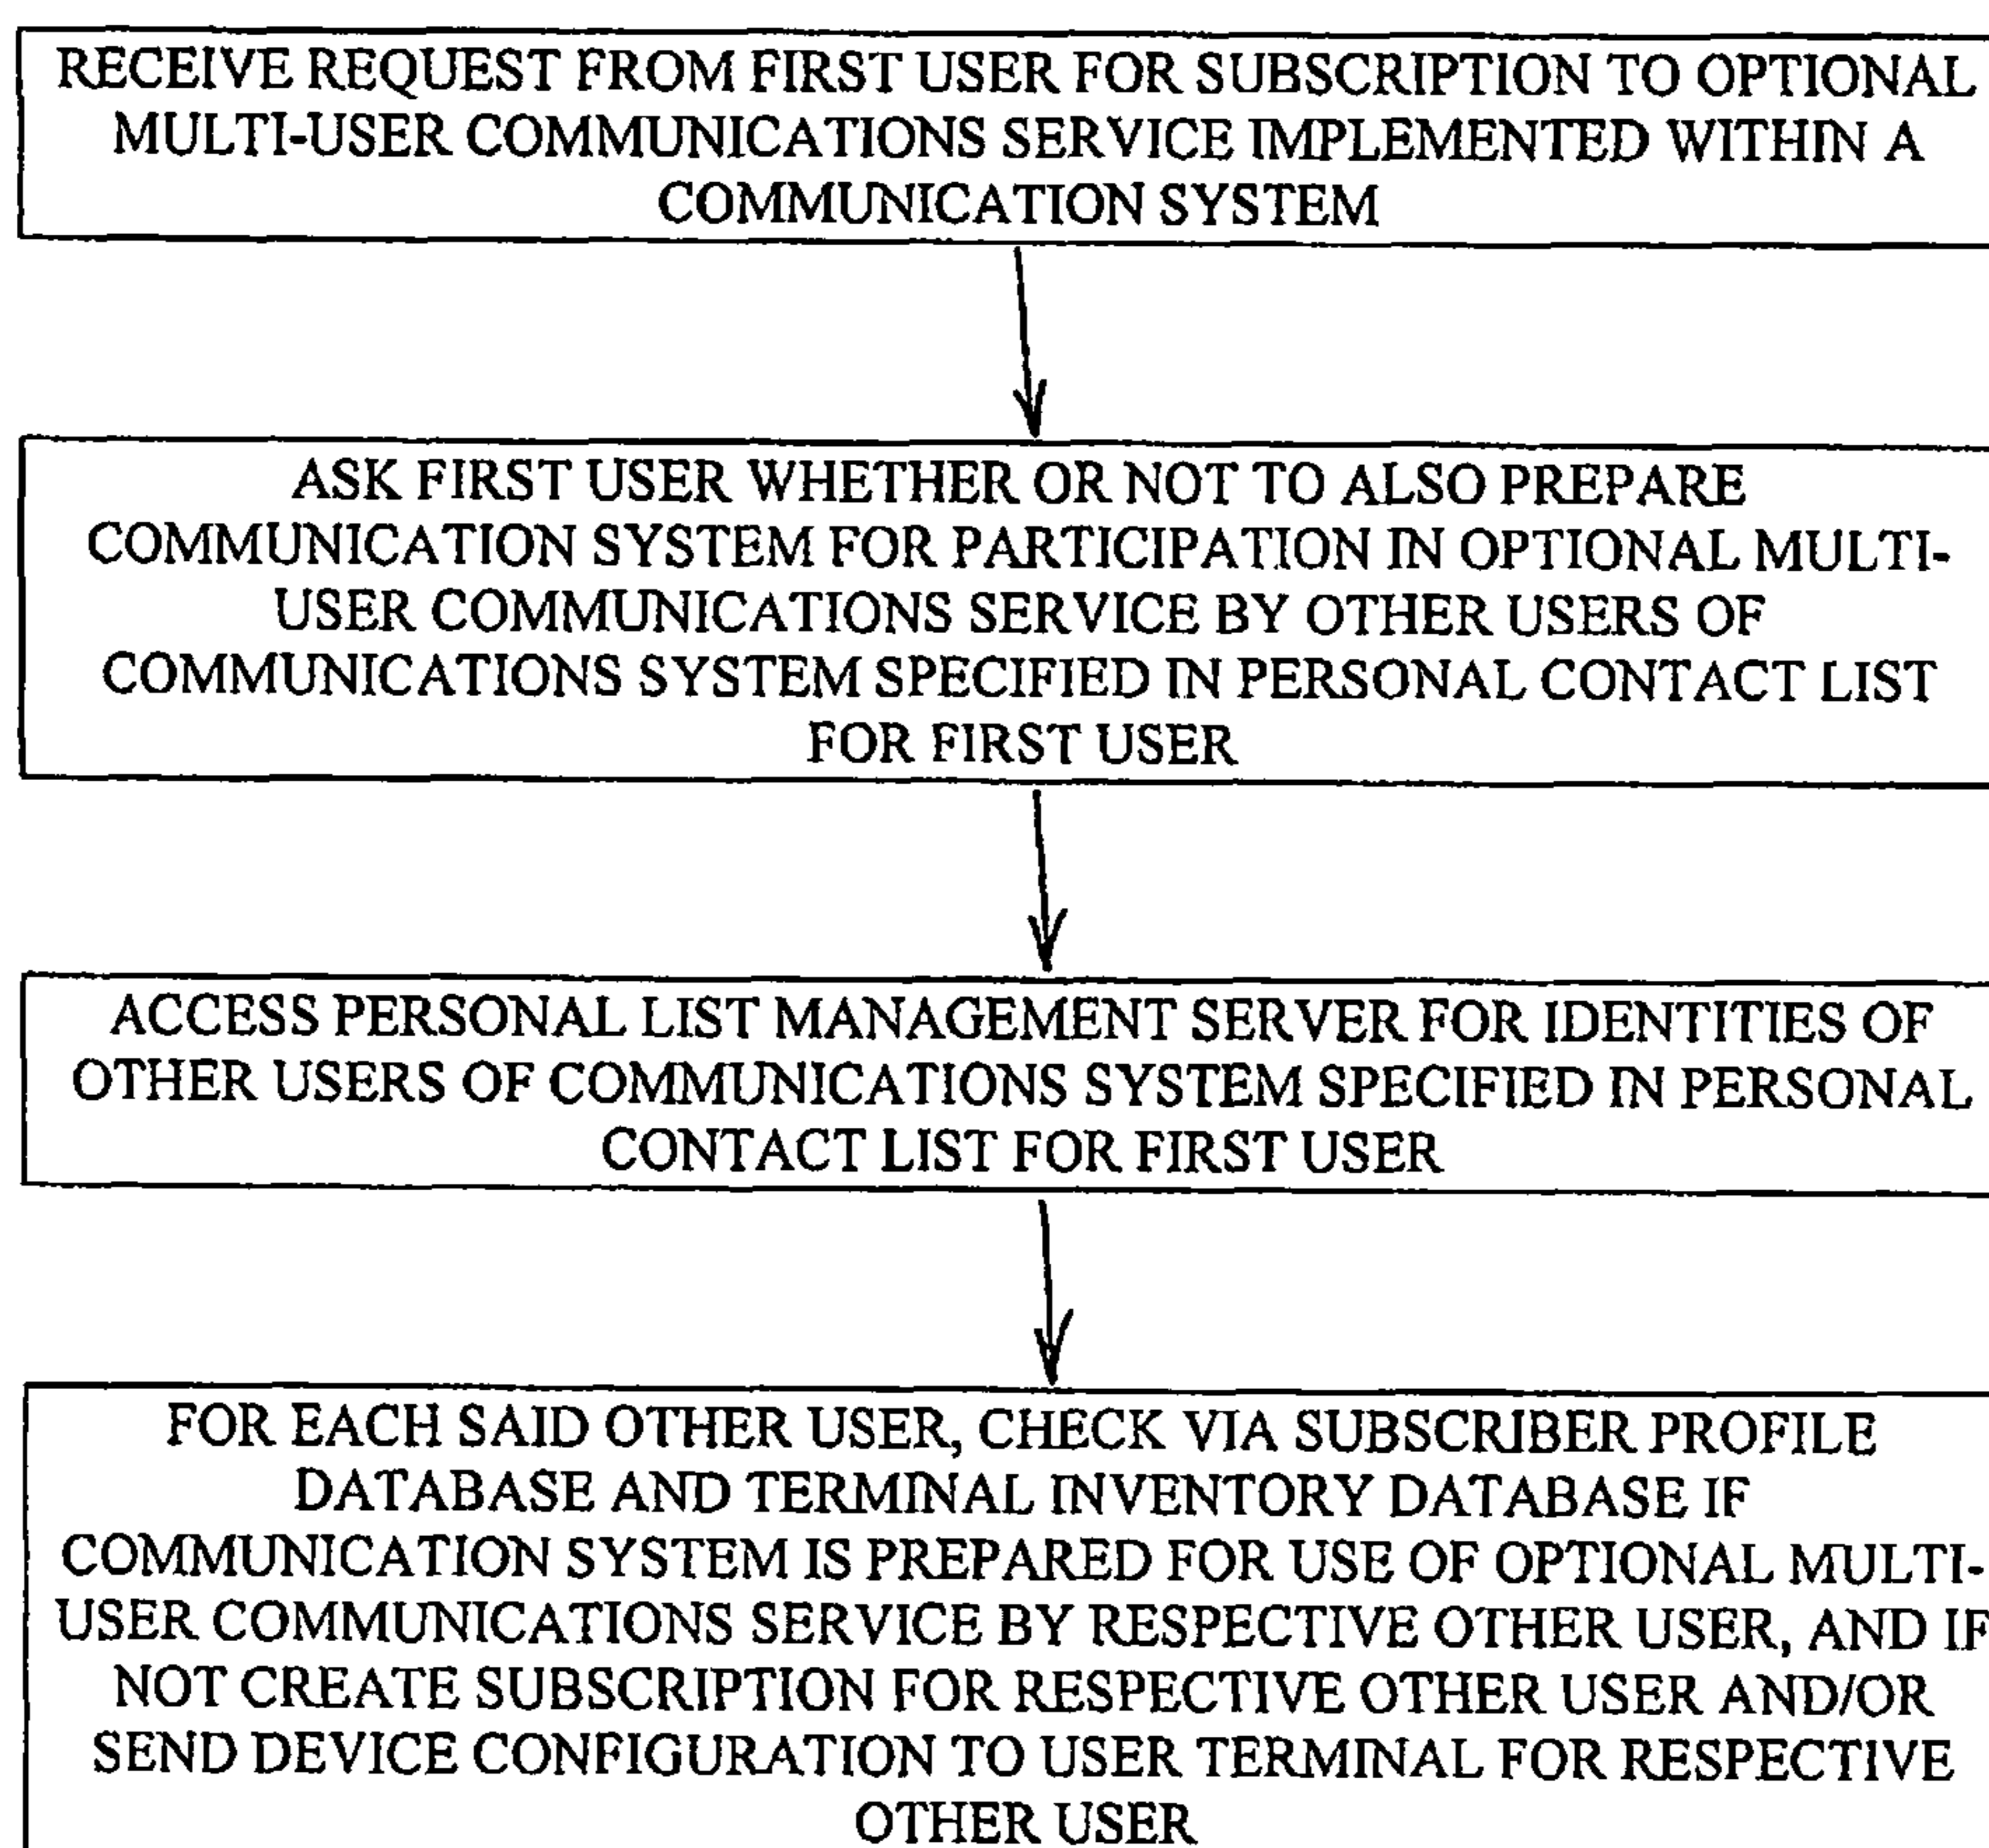 RECEIVE REQUEST FROM FIRST USER FOR SUBSCRIPTION TO OPTIONAL
MULTI-USER COMMUNICATIONS SERVICE IMPLEMENTED WITHIN A
COMMUNICATION SYSTEM
ASK FIRST USER WHETHER OR NOT TO ALSO PREPARE
COMMUNICATION SYSTEM FOR PARTICIPATION IN OPTIONAL MULTI-
USER COMMUNICATIONS SERVICE BY OTHER USERS OF
COMMUNICATIONS SYSTEM SPECIFIED IN PERSONAL CONTACT LIST
FOR FIRST USER
ACCESS PERSONAL LIST MANAGEMENT SERVER FOR IDENTITIES OF
OTHER USERS OF COMMUNICATIONS SYSTEM SPECIFIED IN PERSONAL
CONTACT LIST FOR FIRST USER
FOR EACH SAID OTHER USER, CHECK VIA SUBSCRIBER PROFILE
DATABASE AND TERMINAL INVENTORY DATABASE IF
COMMUNICATION SYSTEM IS PREPARED FOR USE OF OPTIONAL MULTI-
USER COMMUNICATIONS SERVICE BY RESPECTIVE OTHER USER, AND IF
NOT CREATE SUBSCRIPTION FOR RESPECTIVE OTHER USER AND/OR
SEND DEVICE CONFIGURATION TO USER TERMINAL FOR RESPECTIVE
OTHER USER